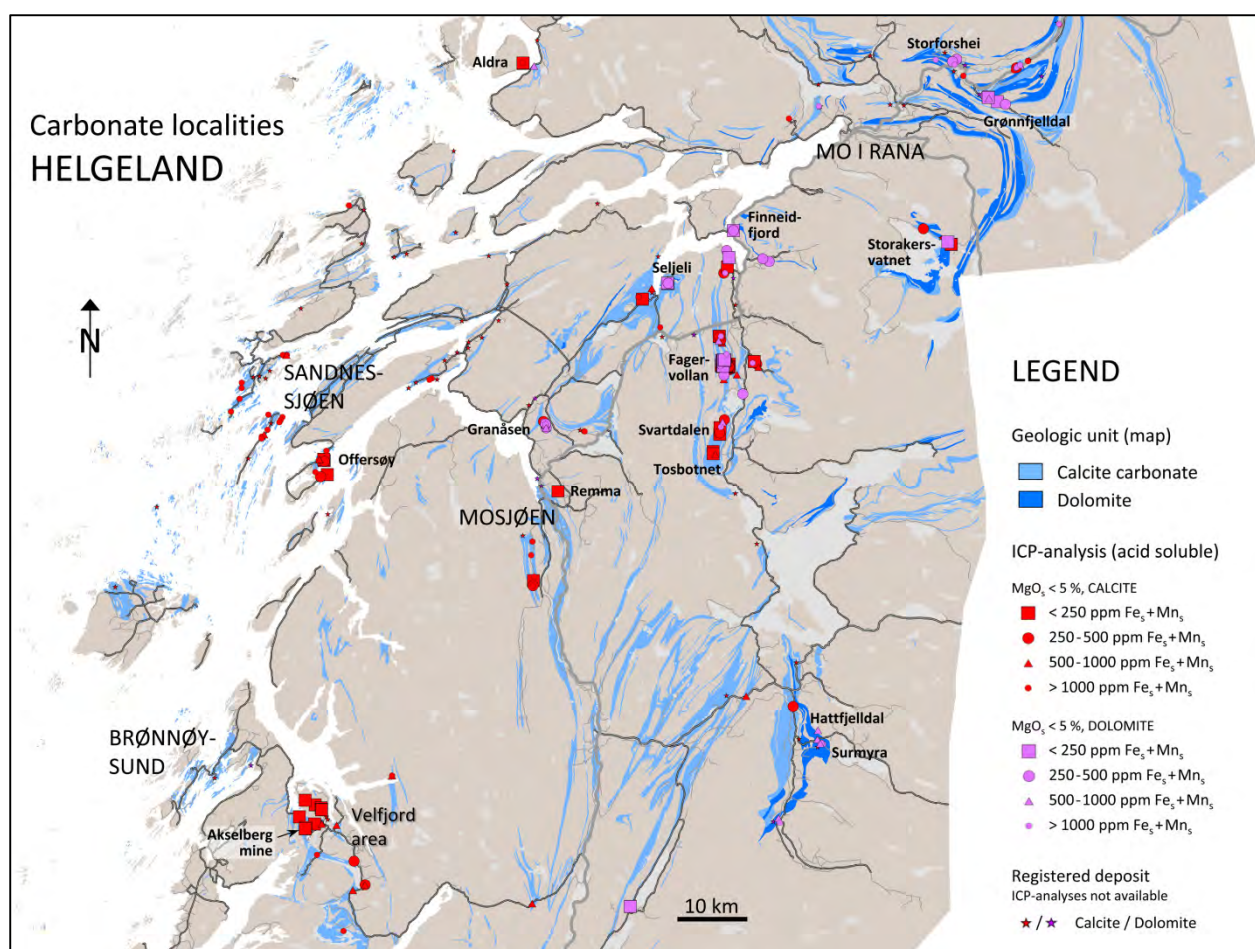 Carbonate localities
HELGELAND
N
Aldra
Storforshei
Grønnfjelldal
MO I RANA
Finneid-
fjord
Storakers-
vatnet
Seljeli
SANDNES-
SJØEN
Fager-
vollan
Granåsen
Svartdalen
Tosbotnet
Offersøy
Remma
MOSJØEN
Hattfjelldal
Surmyra
BRØNNØY-
SUND
Velfjord
area
Akselberg
mine
10 km
LEGEND
Geologic unit (map)
Calcite carbonate
Dolomite
ICP-analysis (acid soluble)
MgOs < 5 %, CALCITE
< 250 ppm Fes+Mns
250-500 ppm Fes+Mns
500-1000 ppm Fes+Mns
> 1000 ppm Fes+Mns
MgOs < 5 %, DOLOMITE
< 250 ppm Fes+Mns
250-500 ppm Fes+Mns
500-1000 ppm Fes+Mns
> 1000 ppm Fes+Mns
Registered deposit
ICP-analyses not available
★/★ Calcite / Dolomite